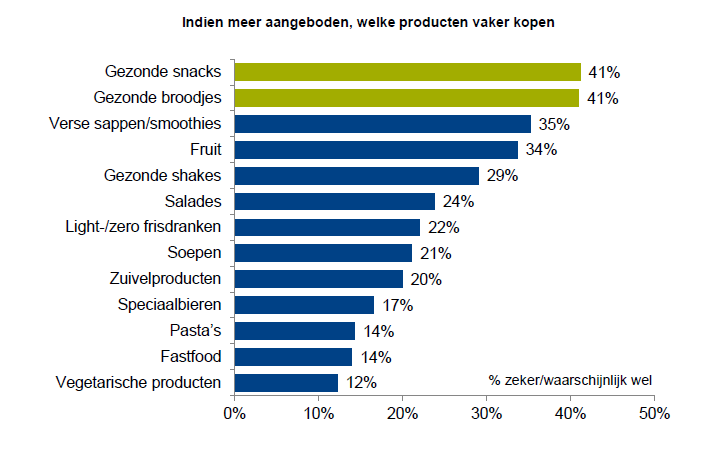 Indien meer aangeboden, welke producten vaker kopen
Gezonde snacks 41%
Gezonde broodjes 41%
Verse sappen/smoothies 35%
Fruit 34%
Gezonde shakes 29%
Salades 24%
Light-/zero frisdranken 22%
Soepen 21%
Zuivelproducten 20%
Speciaalbieren 17%
Pasta’s 14%
Fastfood 14%
Vegetarische producten 12% % zeker/waarschijnlijk wel
0% 10% 20% 30% 40% 50%